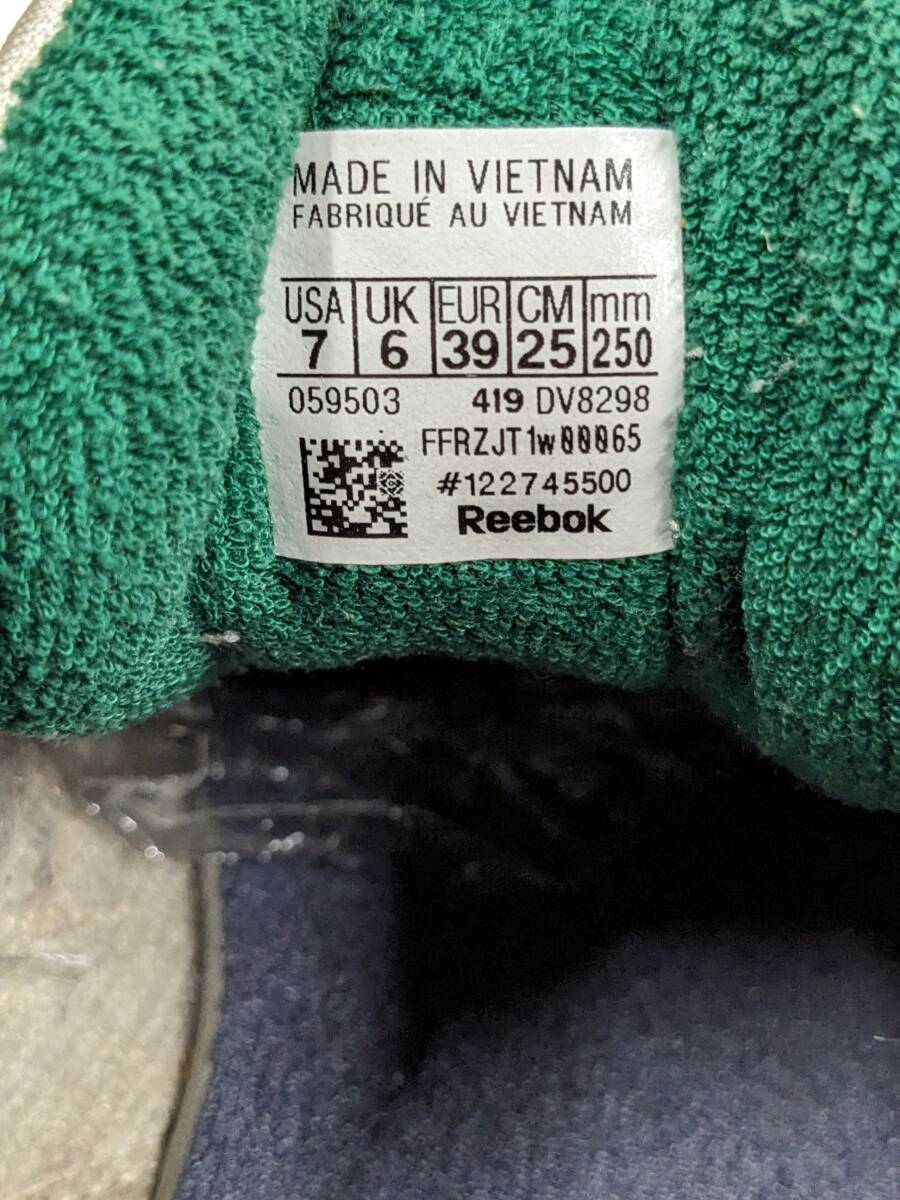 MADE IN VIETNAM
FABRIQUÉ AU VIETNAM
USA UK EUR CM mm
7 6 39 25 250
059503 419 DV8298
FFRZJT1w00065
#122745500
Reebok